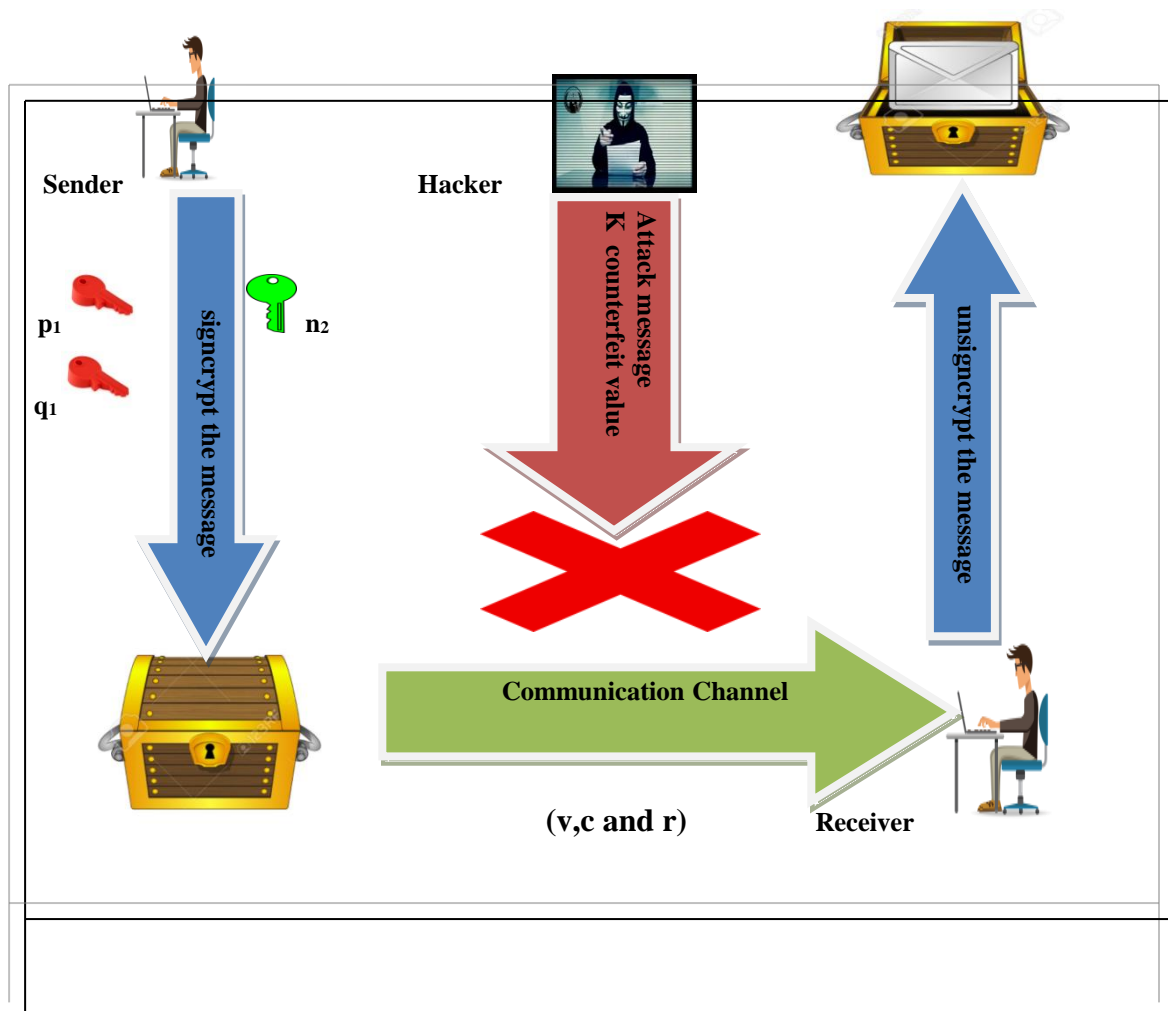 Sender
Hacker
p1
q1
n2
signcrypt the message
Attack message
K counterfeit value
unsigncrypt the message
Communication Channel
(v,c and r)
Receiver